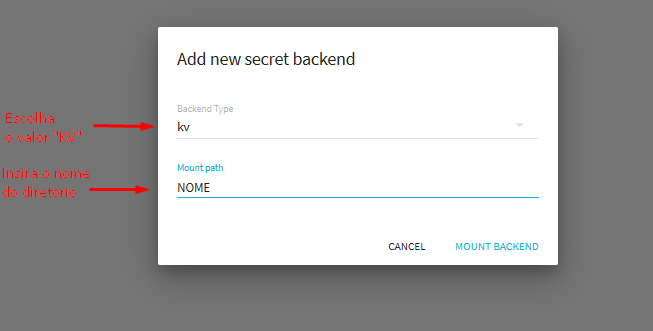 Add new secret backend
Backend Type
Escolha
o valor "KV"
kv
Mount path
Insira o nome
do diretório
NOME
CANCEL
MOUNT BACKEND